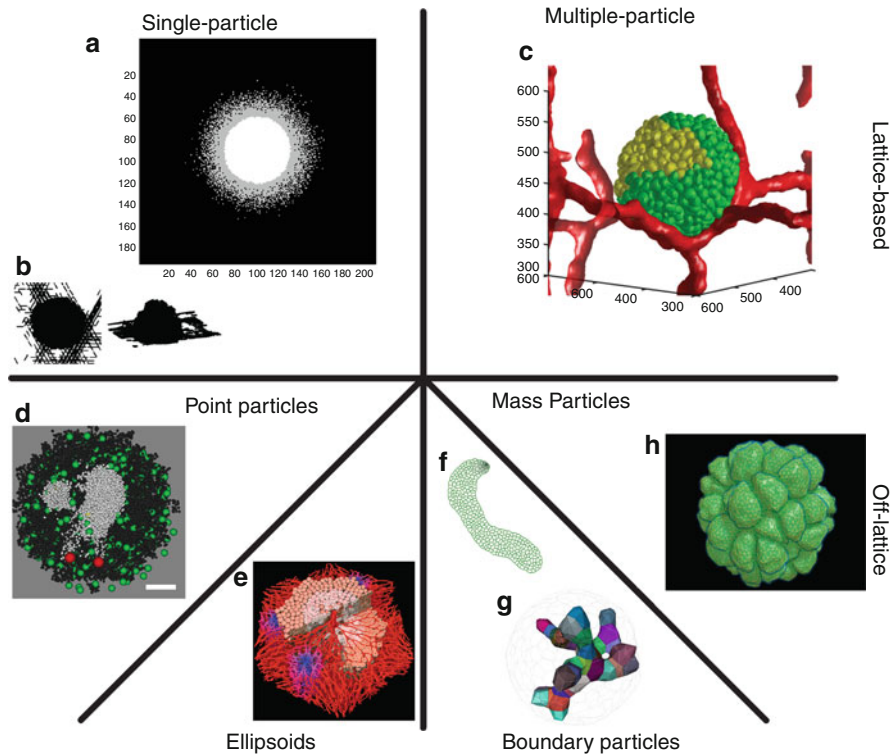 Single-particle
Multiple-particle
a
20
40
60
80
100
120
140
160
180
20 40 60 80 100 120 140 160 180 200
b
c
600
550
500
450
400
350
300
600
400
300
600
500
400
Lattice-based
Point particles
Mass Particles
d
e
f
g
h
Off-lattice
Ellipsoids
Boundary particles